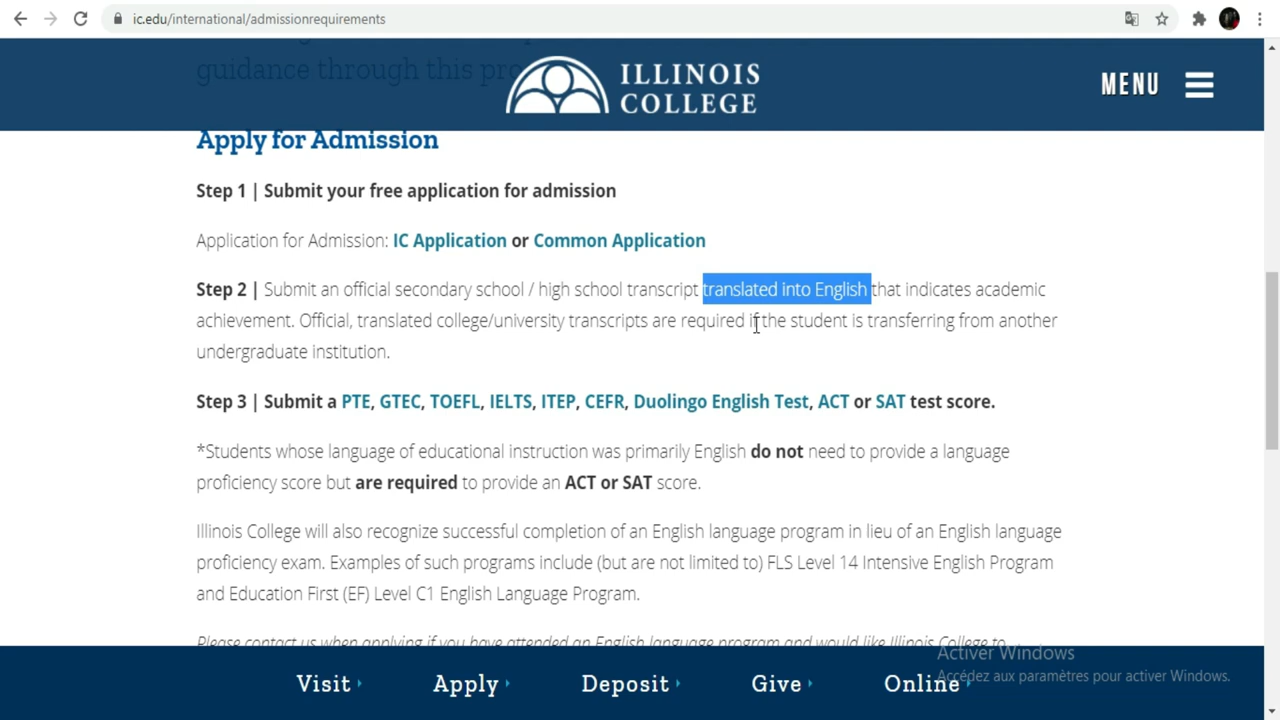 ic.edu/international/admissionrequirements
guidance through this pro
ILLINOIS
COLLEGE
MENU
Apply for Admission
Step 1 | Submit your free application for admission
Application for Admission: IC Application or Common Application
Step 2 | Submit an official secondary school / high school transcript translated into English that indicates academic
achievement. Official, translated college/university transcripts are required if the student is transferring from another
undergraduate institution.
Step 3 | Submit a PTE, GTEC, TOEFL, IELTS, ITEP, CEFR, Duolingo English Test, ACT or SAT test score.
*Students whose language of educational instruction was primarily English do not need to provide a language
proficiency score but are required to provide an ACT or SAT score.
Illinois College will also recognize successful completion of an English language program in lieu of an English language
proficiency exam. Examples of such programs include (but are not limited to) FLS Level 14 Intensive English Program
and Education First (EF) Level C1 English Language Program.
Please contact us when applying if you have attended an English language program and would like Illinois College to
Activer Windows
Accédez aux paramètres pour activer Windows.
Visit Apply Deposit Give Online